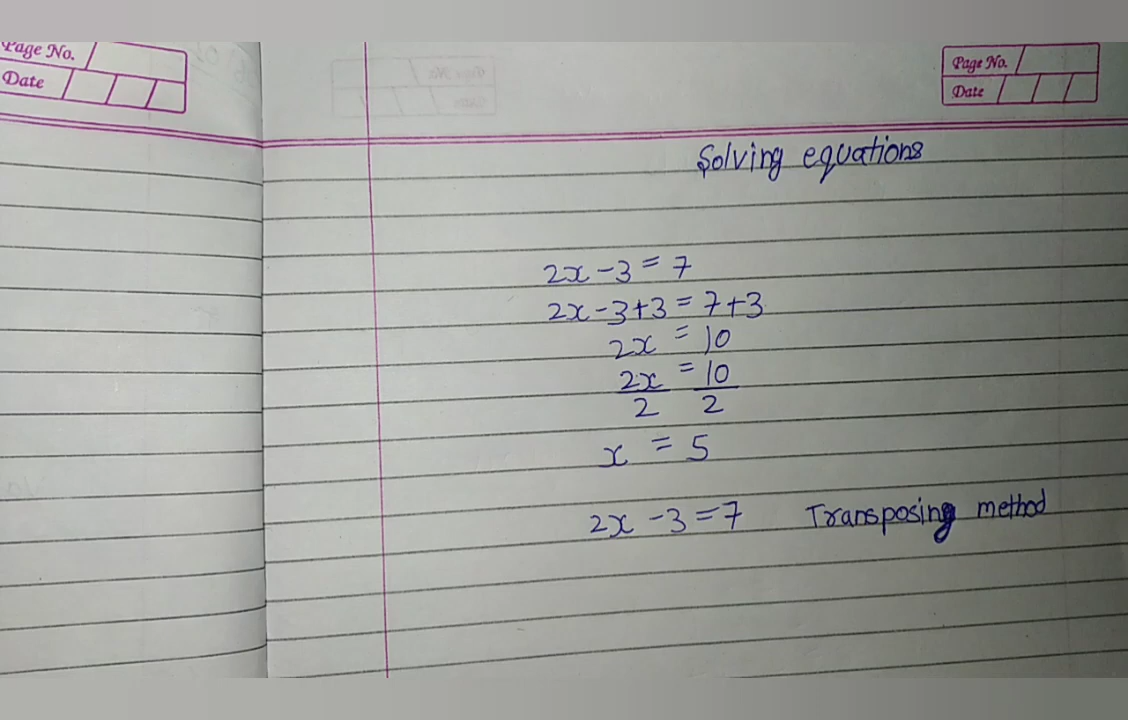 Page No.
Date
Page No.
Date
Solving equations
2x - 3 = 7
2x - 3 + 3 = 7 + 3
2x = 10
2x = 10
2 2
x = 5
2x - 3 = 7 Transposing method